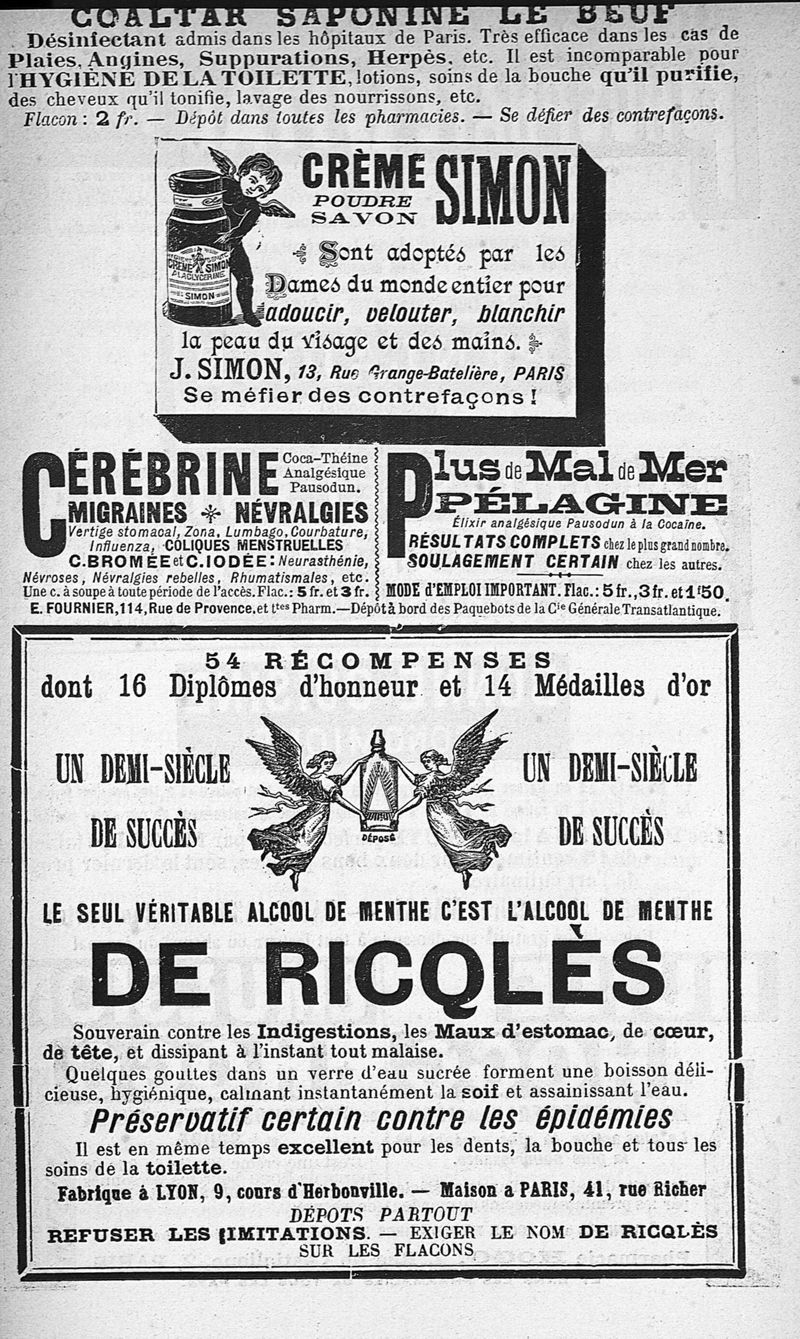 COALTAR SAPONINÉ LE BEUF
Désinfectant admis dans les hôpitaux de Paris. Très efficace dans les cas de
Plaies, Angines, Suppurations, Herpès, etc. Il est incomparable pour
l'HYGIÈNE DE LA TOILETTE, lotions, soins de la bouche qu'il purifie,
des cheveux qu'il tonifie, lavage des nourrissons, etc.
Flacon : 2 fr. — Dépôt dans toutes les pharmacies. — Se défier des contrefaçons.
CRÈME SIMON
POUDRE
SAVON
CRÈME SIMON
A LA GLYCÉRINE
SIMON
Sont adoptés par les
Dames du monde entier pour
adoucir, velouter, blanchir
la peau du visage et des mains.
J. SIMON, 13, Rue Grange-Batelière, PARIS
Se méfier des contrefaçons !
CÉRÉBRINE Coca-Théine
Analgésique
Pausodun.
MIGRAINES * NÉVRALGIES
Vertige stomacal, Zona, Lumbago, Courbature,
Influenza, COLIQUES MENSTRUELLES
C. BROMÉE et C. IODÉE : Neurasthénie,
Névroses, Névralgies rebelles, Rhumatismales, etc.
Une c. à soupe à toute période de l'accès. Flac. : 5 fr. et 3 fr.
Plus de Mal de Mer
PÉLAGINE
Élixir analgésique Pausodun à la Cocaïne.
RÉSULTATS COMPLETS chez le plus grand nombre.
SOULAGEMENT CERTAIN chez les autres.
MODE d'EMPLOI IMPORTANT. Flac. : 5 fr., 3 fr. et 1f50.
E. FOURNIER, 114, Rue de Provence, et ttes Pharm. — Dépôt à bord des Paquebots de la Cie Générale Transatlantique.
54 RÉCOMPENSES
dont 16 Diplômes d'honneur et 14 Médailles d'or
UN DEMI-SIÈCLE
DE SUCCÈS
DÉPOSÉ
UN DEMI-SIÈCLE
DE SUCCÈS
LE SEUL VÉRITABLE ALCOOL DE MENTHE C'EST L'ALCOOL DE MENTHE
DE RICQLÈS
Souverain contre les Indigestions, les Maux d'estomac, de cœur,
de tête, et dissipant à l'instant tout malaise.
Quelques gouttes dans un verre d'eau sucrée forment une boisson déli-
cieuse, hygiénique, calmant instantanément la soif et assainissant l'eau.
Préservatif certain contre les épidémies
Il est en même temps excellent pour les dents, la bouche et tous les
soins de la toilette.
Fabrique à LYON, 9, cours d'Herbouville. — Maison a PARIS, 41, rue Richer
DÉPOTS PARTOUT
REFUSER LES IMITATIONS. — EXIGER LE NOM DE RICQLÈS
SUR LES FLACONS